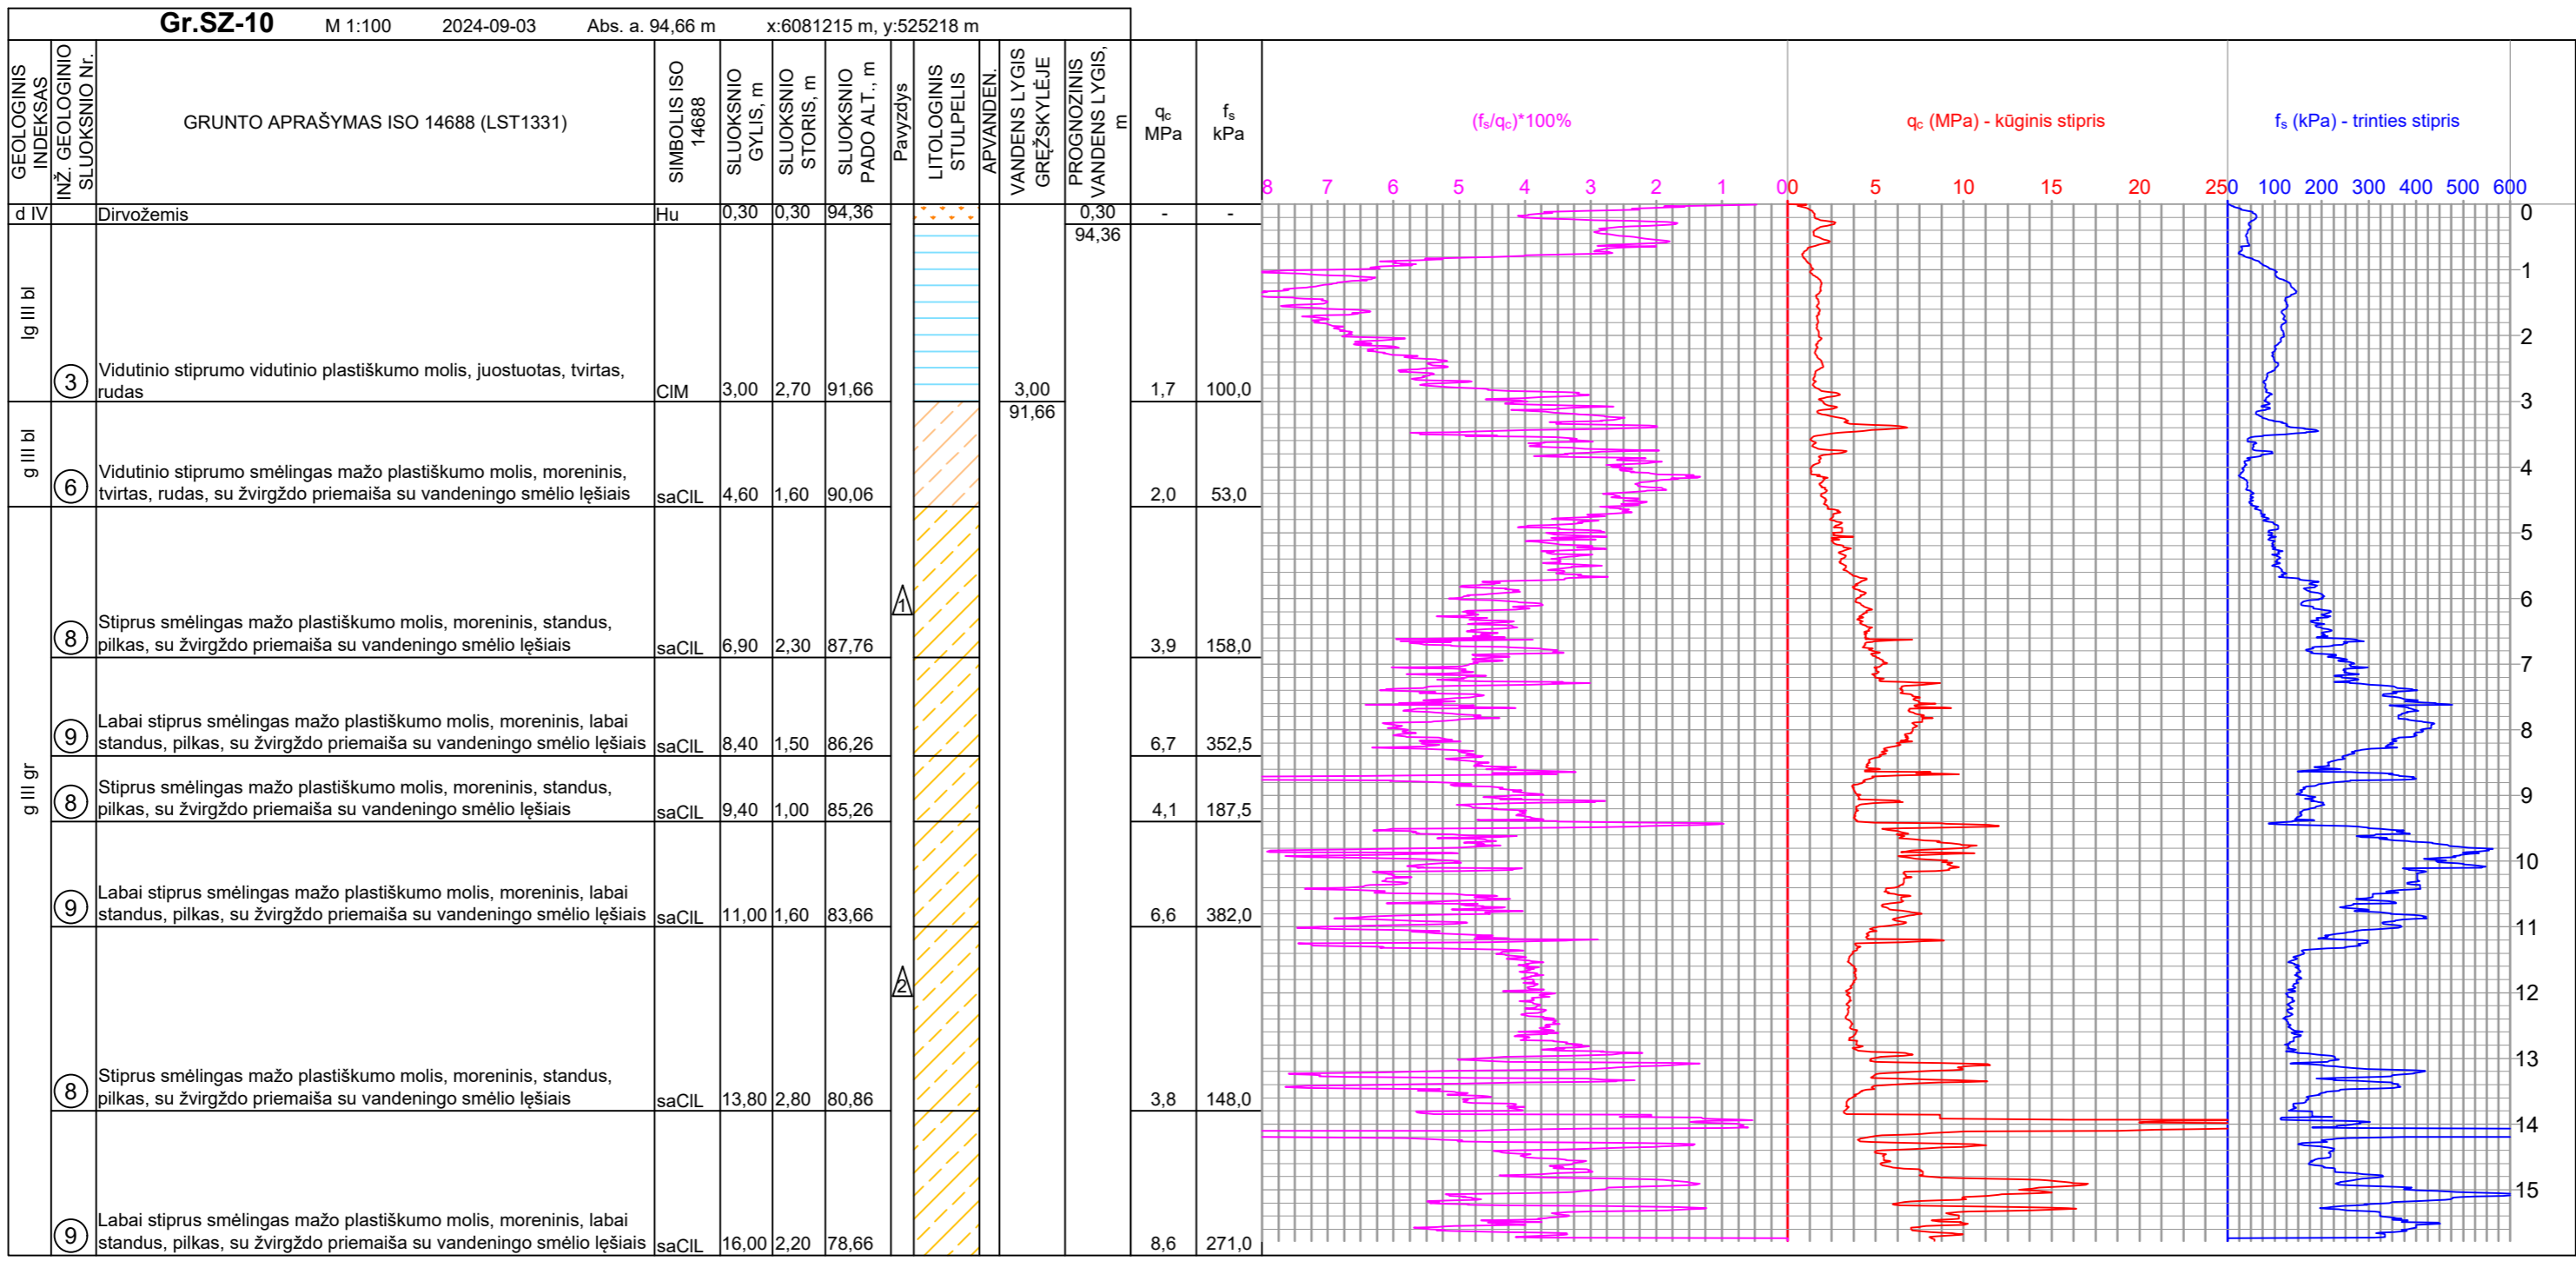 Gr.SZ-10 M 1:100 2024-09-03 Abs. a. 94,66 m x:6081215 m, y:525218 m
GEOLOGINIS
INDEKSAS
INŽ. GEOLOGINIO
SLUOKSNIO Nr.
GRUNTO APRAŠYMAS ISO 14688 (LST1331)
SIMBOLIS ISO
14688
SLUOKSNIO
GYLIS, m
SLUOKSNIO
STORIS, m
SLUOKSNIO
PADO ALT., m
Pavyzdys
LITOLOGINIS
STULPELIS
APVANDEN.
VANDENS LYGIS
GRĘŽSKYLĖJE
PROGNOZINIS
VANDENS LYGIS,
m
qc
MPa
fs
kPa
(fs/qc)*100%
qc (MPa) - kūginis stipris
fs (kPa) - trinties stipris
8 7 6 5 4 3 2 1 0
0 5 10 15 20 25
0 100 200 300 400 500 600
d IV Dirvožemis Hu 0,30 0,30 94,36 0,30 - -
94,36
lg III bl
3 Vidutinio stiprumo vidutinio plastiškumo molis, juostuotas, tvirtas,
rudas ClM 3,00 2,70 91,66 3,00 1,7 100,0
91,66
g III bl
6 Vidutinio stiprumo smėlingas mažo plastiškumo molis, moreninis,
tvirtas, rudas, su žvirgždo priemaiša su vandeningo smėlio lęšiais saClL 4,60 1,60 90,06 2,0 53,0
1
8 Stiprus smėlingas mažo plastiškumo molis, moreninis, standus,
pilkas, su žvirgždo priemaiša su vandeningo smėlio lęšiais saClL 6,90 2,30 87,76 3,9 158,0
9 Labai stiprus smėlingas mažo plastiškumo molis, moreninis, labai
standus, pilkas, su žvirgždo priemaiša su vandeningo smėlio lęšiais saClL 8,40 1,50 86,26 6,7 352,5
g III gr
8 Stiprus smėlingas mažo plastiškumo molis, moreninis, standus,
pilkas, su žvirgždo priemaiša su vandeningo smėlio lęšiais saClL 9,40 1,00 85,26 4,1 187,5
9 Labai stiprus smėlingas mažo plastiškumo molis, moreninis, labai
standus, pilkas, su žvirgždo priemaiša su vandeningo smėlio lęšiais saClL 11,00 1,60 83,66 6,6 382,0
2
8 Stiprus smėlingas mažo plastiškumo molis, moreninis, standus,
pilkas, su žvirgždo priemaiša su vandeningo smėlio lęšiais saClL 13,80 2,80 80,86 3,8 148,0
9 Labai stiprus smėlingas mažo plastiškumo molis, moreninis, labai
standus, pilkas, su žvirgždo priemaiša su vandeningo smėlio lęšiais saClL 16,00 2,20 78,66 8,6 271,0
0
1
2
3
4
5
6
7
8
9
10
11
12
13
14
15